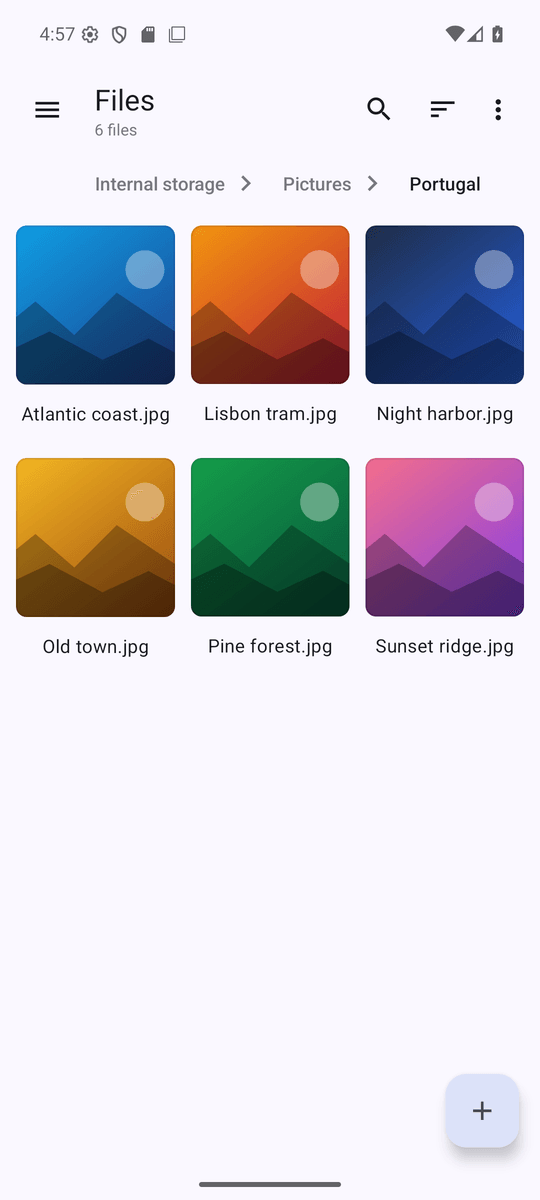 4:57
Files
6 files
Internal storage Pictures Portugal
Atlantic coast.jpg Lisbon tram.jpg Night harbor.jpg
Old town.jpg Pine forest.jpg Sunset ridge.jpg